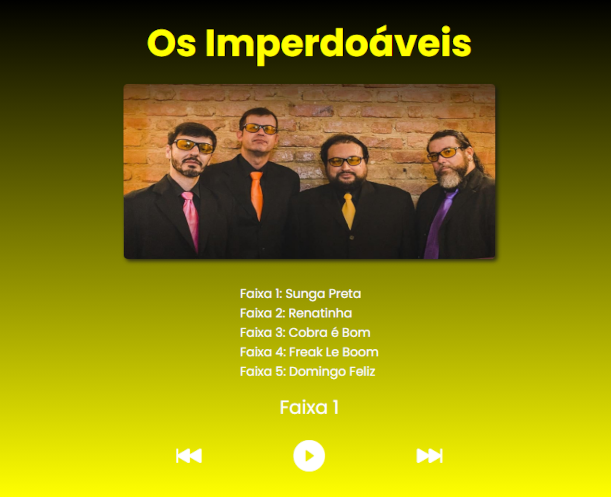 Os Imperdoáveis
Faixa 1: Sunga Preta
Faixa 2: Renatinha
Faixa 3: Cobra é Bom
Faixa 4: Freak Le Boom
Faixa 5: Domingo Feliz
Faixa 1